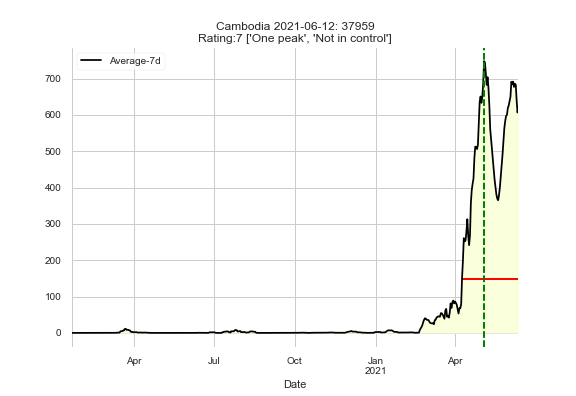 Cambodia 2021-06-12: 37959
Rating:7 ['One peak', 'Not in control']
Average-7d
700
600
500
400
300
200
100
0
Apr
Jul
Oct
Jan
2021
Apr
Date